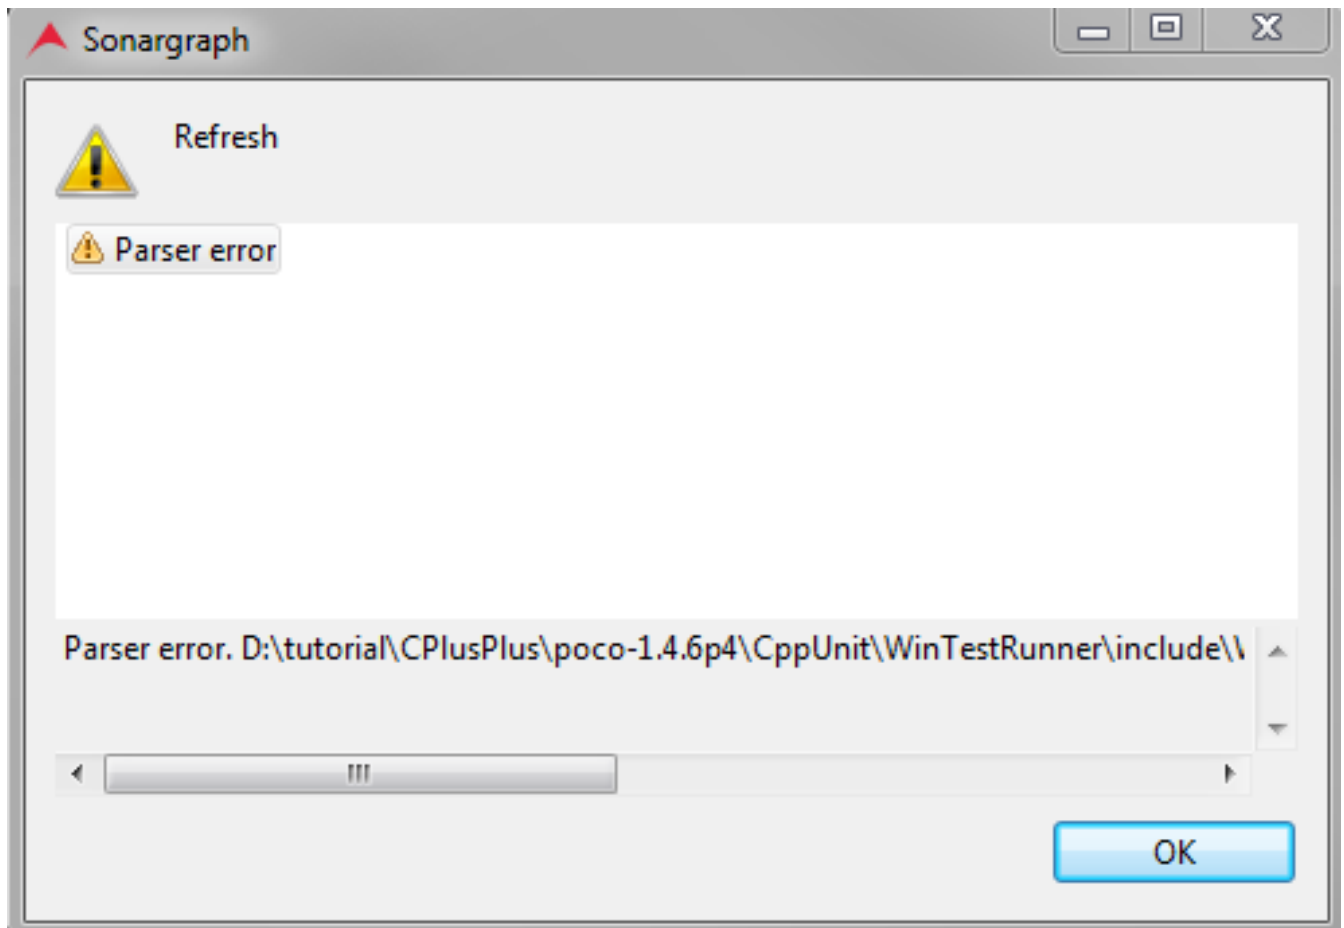 Sonargraph
Refresh
Parser error
Parser error. D:\tutorial\CPlusPlus\poco-1.4.6p4\CppUnit\WinTestRunner\include\\
OK